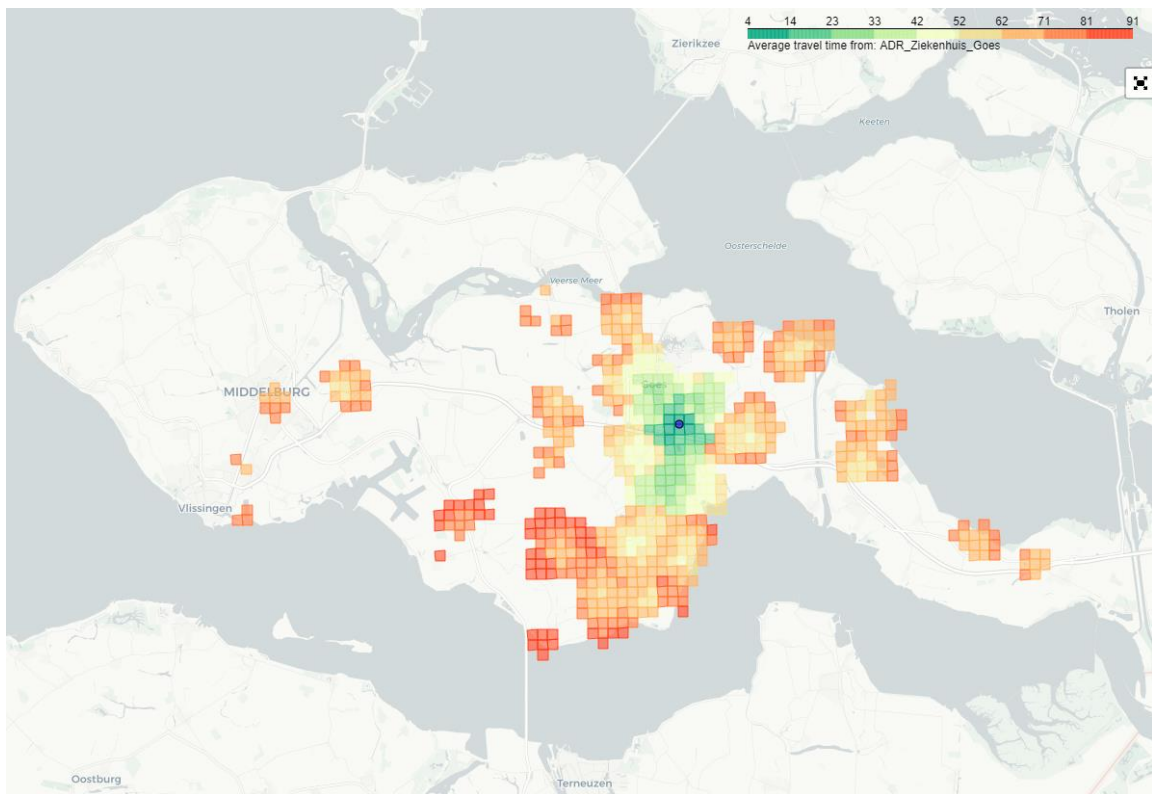 4 14 23 33 42 52 62 71 81 91
Average travel time from: ADR_Ziekenhuis_Goes
Zierikzee
Keeten
Oosterschelde
Veerse Meer
Tholen
Goes
MIDDELBURG
Vlissingen
Oostburg
Terneuzen